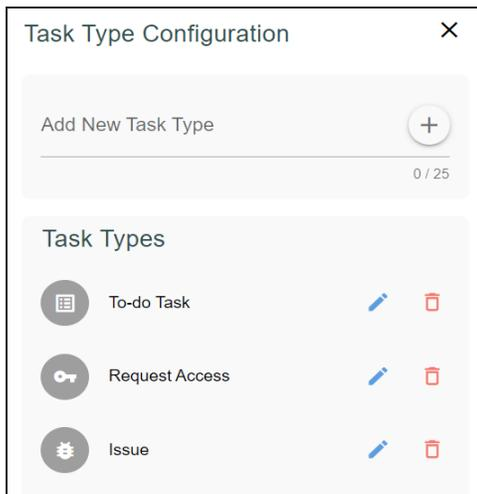 Task Type Configuration
Add New Task Type
0 / 25
Task Types
To-do Task
Request Access
Issue